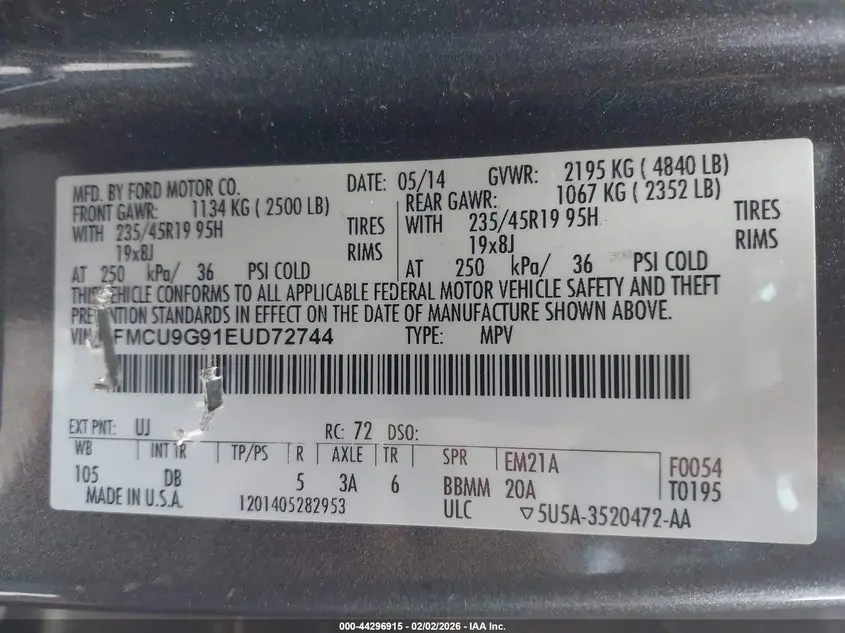 MFD. BY FORD MOTOR CO. DATE: 05/14 GVWR: 2195 KG ( 4840 LB)
FRONT GAWR: 1134 KG ( 2500 LB) REAR GAWR: 1067 KG ( 2352 LB)
WITH 235/45R19 95H TIRES WITH 235/45R19 95H TIRES
19x8J RIMS 19x8J RIMS
AT 250 kPa/ 36 PSI COLD AT 250 kPa/ 36 PSI COLD
THIS VEHICLE CONFORMS TO ALL APPLICABLE FEDERAL MOTOR VEHICLE SAFETY AND THEFT
PREVENTION STANDARDS IN EFFECT ON THE DATE OF MANUFACTURE SHOWN ABOVE.
VIN: FMCU9G91EUD72744 TYPE: MPV
EXT PNT: UJ RC: 72 DSO:
WB INT TR TP/PS R AXLE TR SPR EM21A F0054
105 DB 5 3A 6 BBMM 20A T0195
MADE IN U.S.A. 1201405282953 ULC ▽5U5A-3520472-AA
000-44296915 - 02/02/2026 - IAA Inc.